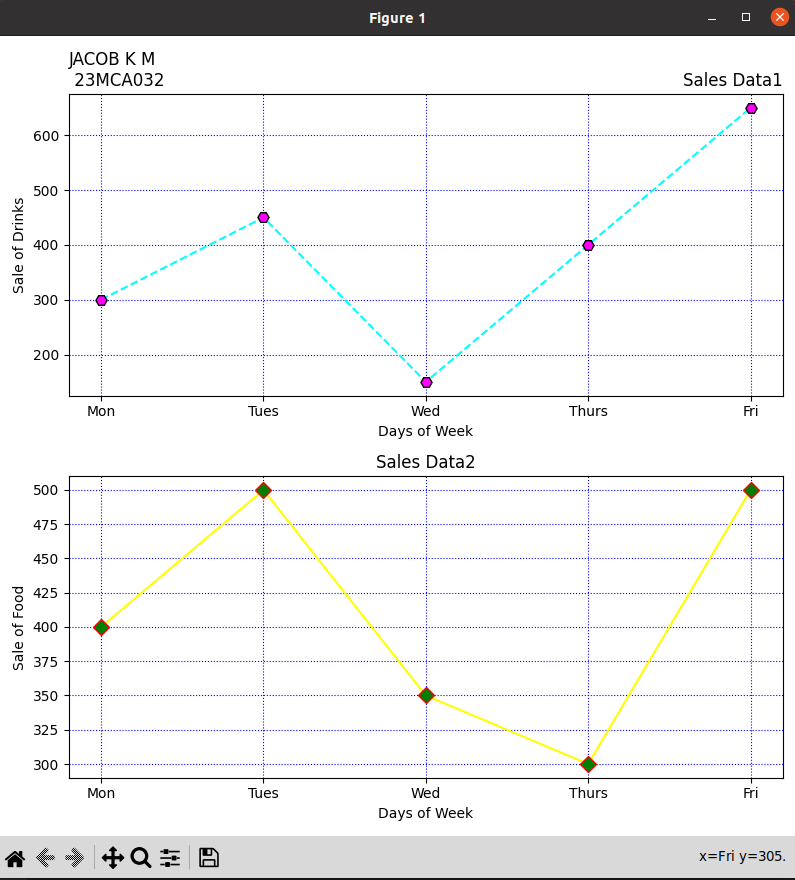 Figure 1
JACOB K M
23MCA032
Sales Data1
600
500
400
300
200
Sale of Drinks
Mon Tues Wed Thurs Fri
Days of Week
Sales Data2
500
475
450
425
400
375
350
325
300
Sale of Food
Mon Tues Wed Thurs Fri
Days of Week
x=Fri y=305.